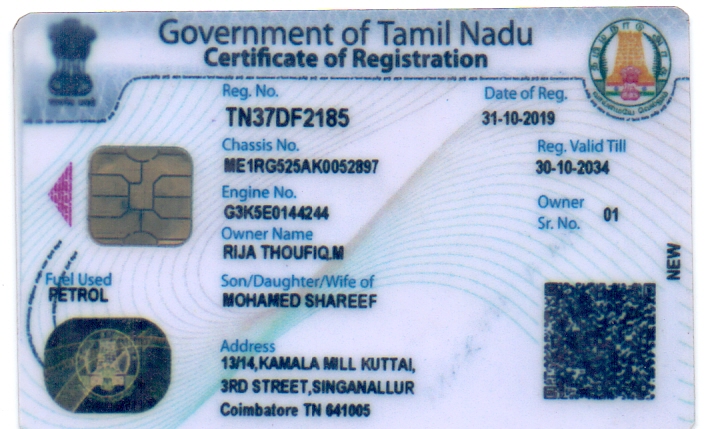 Government of Tamil Nadu
Certificate of Registration
Reg. No.
TN37DF2185
Date of Reg.
31-10-2019
Chassis No.
ME1RG525AK0052897
Reg. Valid Till
30-10-2034
Engine No.
G3K5E0144244
Owner
Sr. No.
01
Owner Name
RIJA THOUFIQ.M
NEW
Fuel Used
PETROL
Son/Daughter/Wife of
MOHAMED SHAREEF
Address
13/14,KAMALA MILL KUTTAI,
3RD STREET,SINGANALLUR
Coimbatore TN 641005